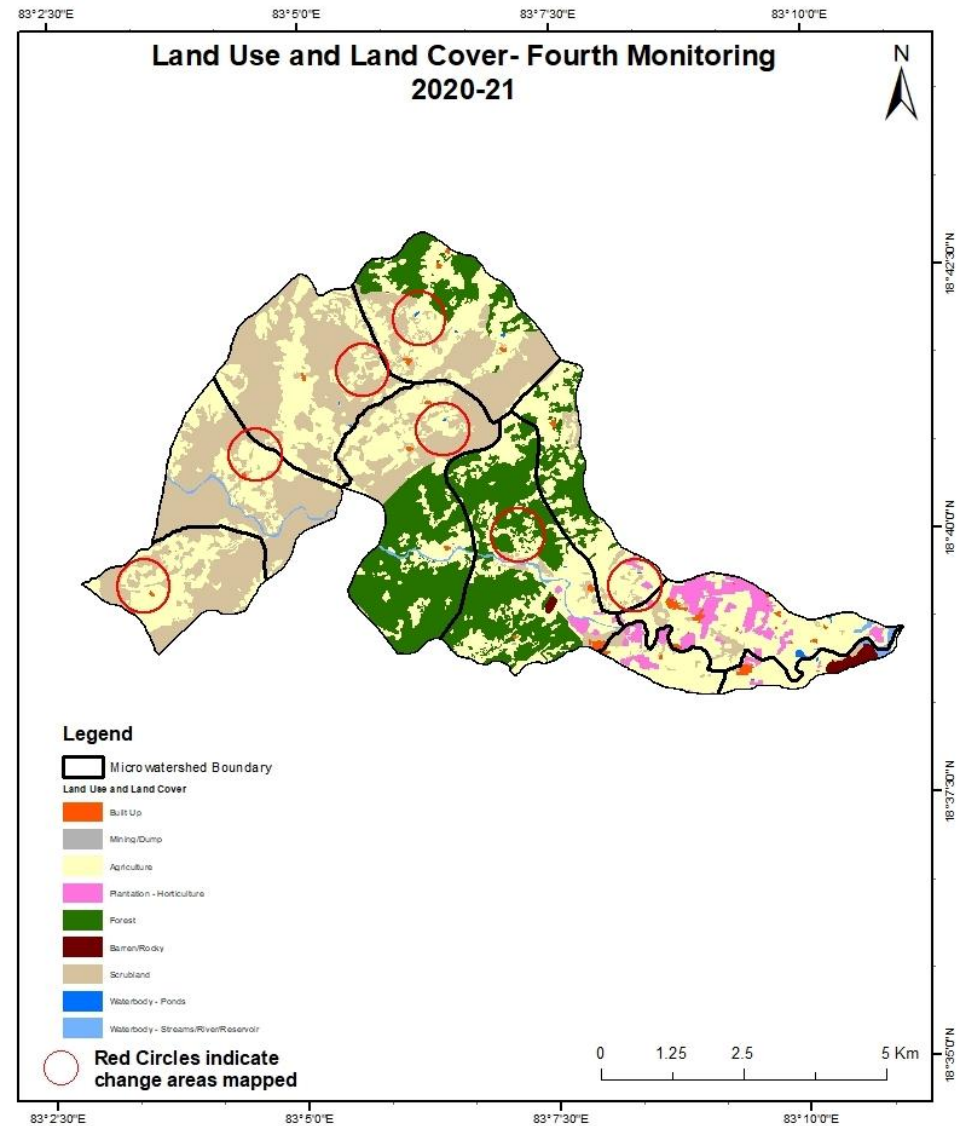 83°2'30"E 83°5'0"E 83°7'30"E 83°10'0"E
Land Use and Land Cover- Fourth Monitoring
2020-21
N
18°42'30"N
18°40'0"N
18°37'30"N
18°35'0"N
Legend
Microwatershed Boundary
Land Use and Land Cover
Built Up
Mining/Dump
Agriculture
Plantation - Horticulture
Forest
Barren/Rocky
Scrubland
Waterbody - Ponds
Waterbody - Streams/River/Reservoir
Red Circles indicate
change areas mapped
0 1.25 2.5 5 Km
83°2'30"E 83°5'0"E 83°7'30"E 83°10'0"E